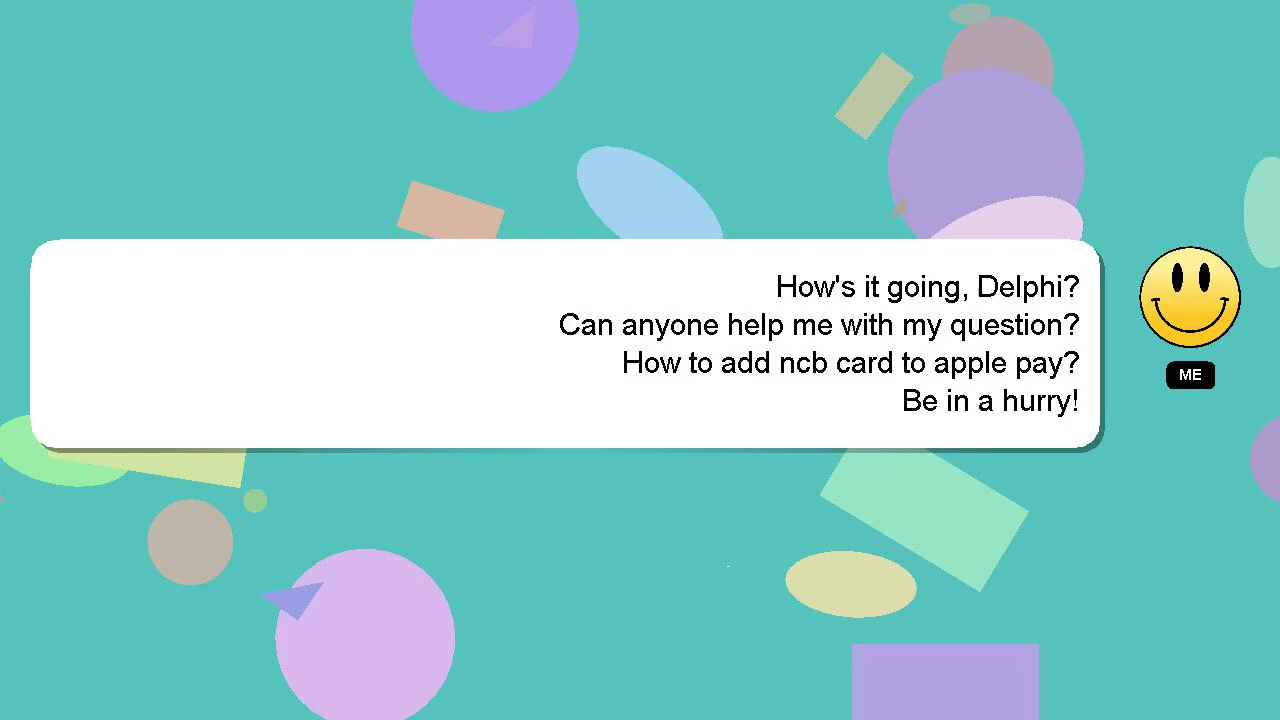 How's it going, Delphi?
Can anyone help me with my question?
How to add ncb card to apple pay?
Be in a hurry!
ME